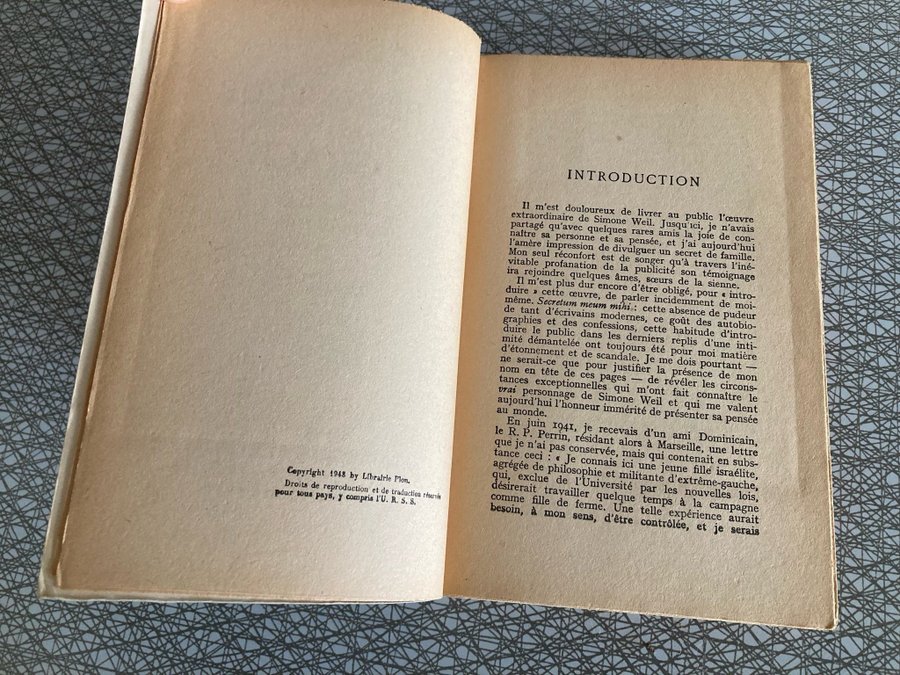 Copyright 1948 by Librairie Plon.
Droits de reproduction et de traduction réservés
pour tous pays, y compris l'U. R. S. S.
INTRODUCTION
Il m'est douloureux de livrer au public l'œuvre
extraordinaire de Simone Weil. Jusqu'ici, je n'avais
partagé qu'avec quelques rares amis la joie de con-
naître sa personne et sa pensée, et j'ai aujourd'hui
l'amère impression de divulguer un secret de famille.
Mon seul réconfort est de songer qu'à travers l'iné-
vitable profanation de la publicité son témoignage
ira rejoindre quelques âmes, sœurs de la sienne.
Il m'est plus dur encore d'être obligé, pour « intro-
duire » cette œuvre, de parler incidemment de moi-
même. Secretum meum mihi. : cette absence de pudeur
de tant d'écrivains modernes, ce goût des autobio-
graphies et des confessions, cette habitude d'intro-
duire le public dans les derniers replis d'une inti-
mité démantelée ont toujours été pour moi matière
d'étonnement et de scandale. Je me dois pourtant —
ne serait-ce que pour justifier la présence de mon
nom en tête de ces pages — de révéler les circons-
tances exceptionnelles qui m'ont fait connaître le
vrai personnage de Simone Weil et qui me valent
aujourd'hui l'honneur immérité de présenter sa pensée
au monde.
En juin 1941, je recevais d'un ami Dominicain,
le R. P. Perrin, résidant alors à Marseille, une lettre
que je n'ai pas conservée, mais qui contenait en subs-
tance ceci : « Je connais ici une jeune fille israélite,
agrégée de philosophie et militante d'extrême-gauche,
qui, exclue de l'Université par les nouvelles lois,
désirerait travailler quelque temps à la campagne
comme fille de ferme. Une telle expérience aurait
besoin, à mon sens, d'être contrôlée, et je serais